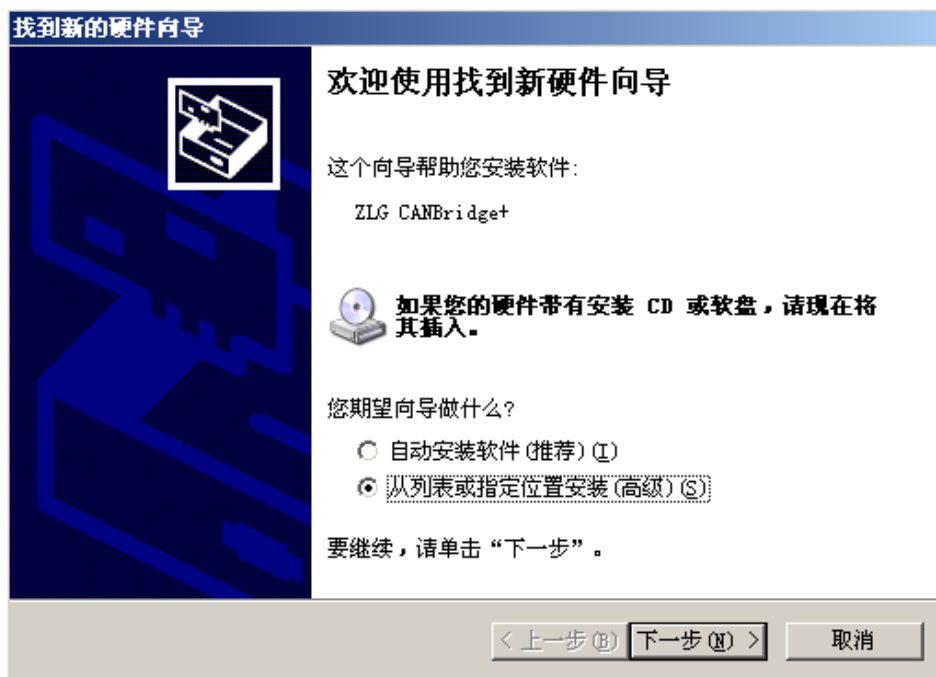 找到新的硬件向导
欢迎使用找到新硬件向导
这个向导帮助您安装软件:
ZLG CANBridge+
如果您的硬件带有安装 CD 或软盘，请现在将
其插入。
您期望向导做什么?
自动安装软件(推荐)(I)
从列表或指定位置安装(高级)(S)
要继续，请单击“下一步”。
< 上一步(B)
下一步(N) >
取消